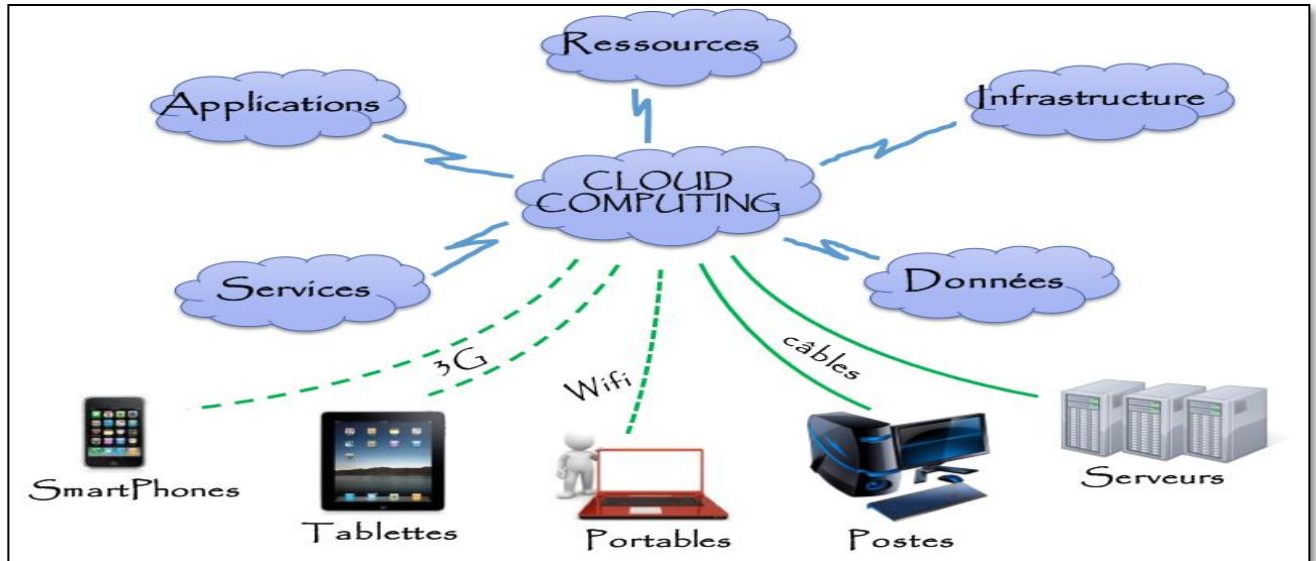 Ressources
Applications
Infrastructure
CLOUD
COMPUTING
Services
Données
3G
Wifi
câbles
SmartPhones
Tablettes
Portables
Postes
Serveurs